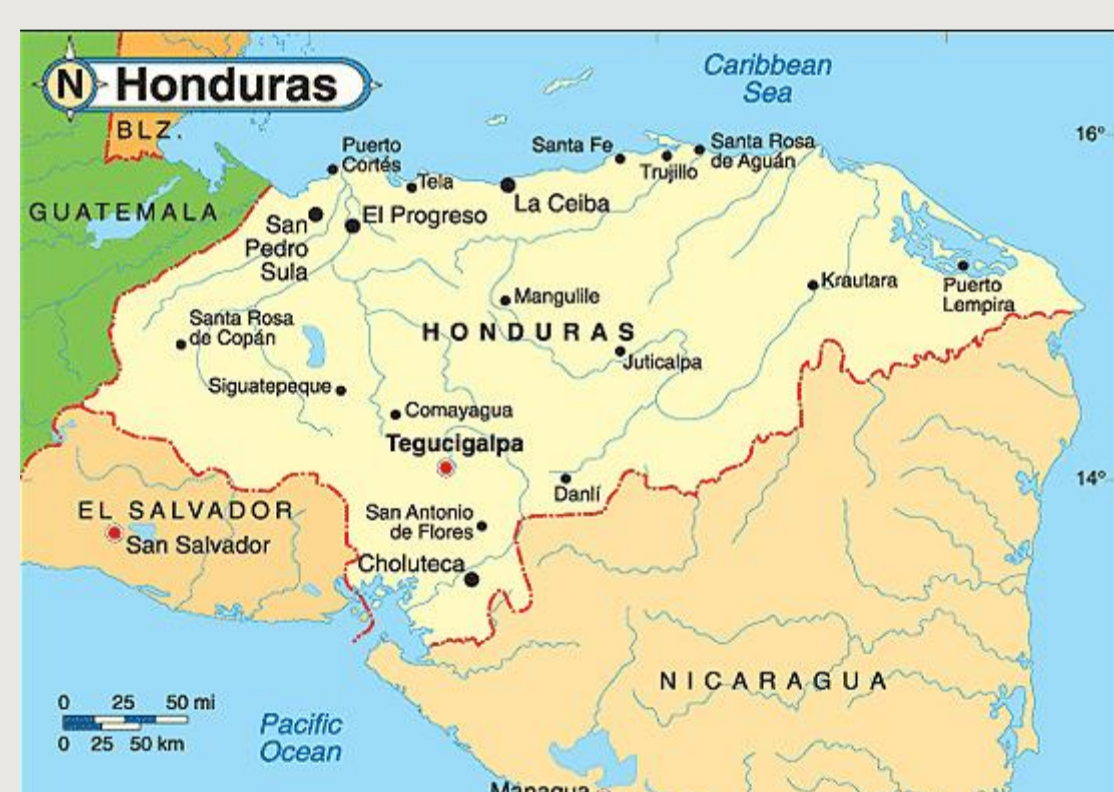 N
Honduras
BLZ.
GUATEMALA
Caribbean
Sea
16°
Puerto
Cortés
Tela
La Ceiba
Santa Fe
Trujillo
Santa Rosa
de Aguán
San
Pedro
Sula
El Progreso
Mangulile
Krautara
Puerto
Lempira
Santa Rosa
de Copán
HONDURAS
Juticalpa
Siguatepeque
Comayagua
Tegucigalpa
14°
Danlí
San Antonio
de Flores
EL SALVADOR
San Salvador
Choluteca
NICARAGUA
0 25 50 mi
0 25 50 km
Pacific
Ocean
Managua